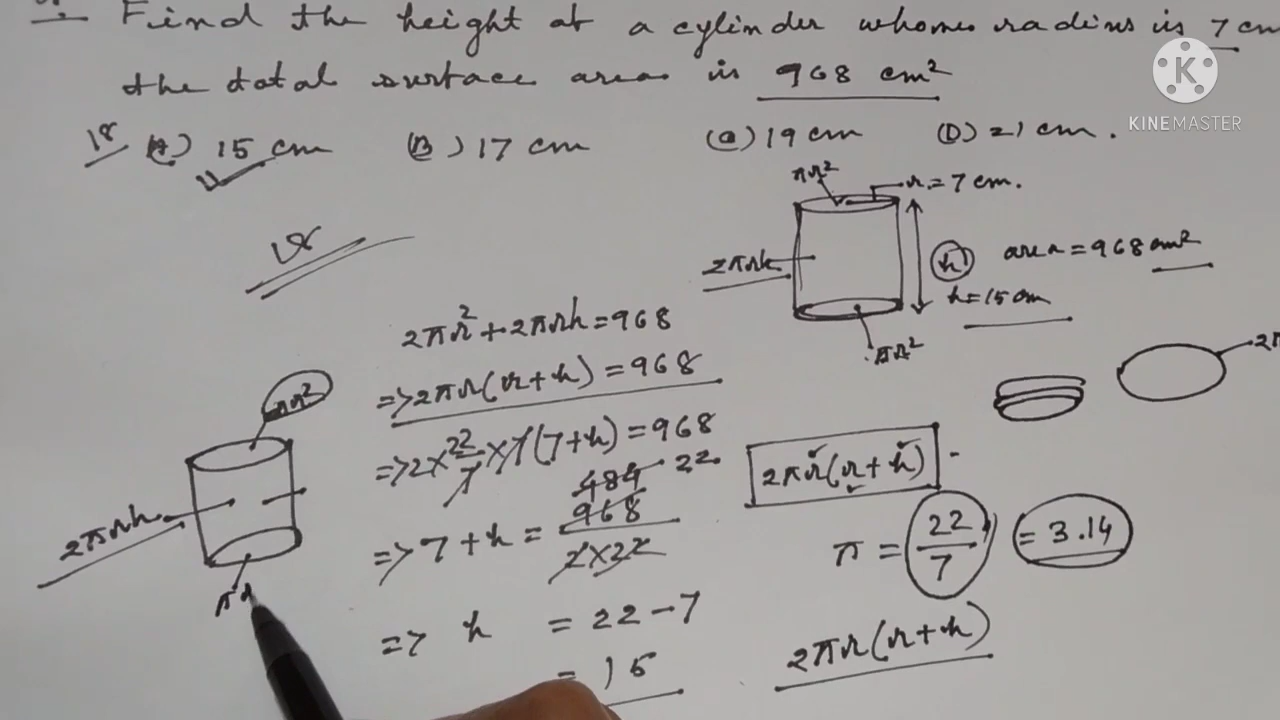 Find the height at a cylinder whome radius is 7 cm
the total surface area is 968 cm²
(A) 15 cm (B) 17 cm (C) 19 cm (D) 21 cm.
πr²
r = 7 cm.
2πrh
h
area = 968 cm²
h = 15 cm
πr²
2πr² + 2πrh = 968
=> 2πr(r + h) = 968
=> 2 × 22/7 × 7 (7 + h) = 968
484 22
=> 7 + h = 968/2×22
=> h = 22 − 7
= 15
πr²
2πrh
2πr(r + h)
π = 22/7 = 3.14
2πr(r + h)
KINEMASTER